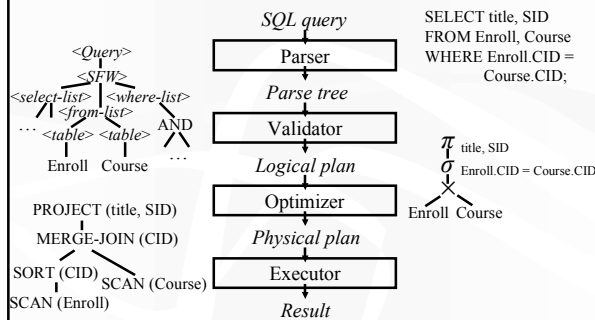 SQL query
Parser
Parse tree
Validator
Logical plan
Optimizer
Physical plan
Executor
Result
SELECT title, SID
FROM Enroll, Course
WHERE Enroll.CID =
Course.CID;
<Query>
<SFW>
<select-list> <where-list>
<from-list>
… <table> <table> AND
Enroll Course …
π title, SID
σ Enroll.CID = Course.CID
×
Enroll Course
PROJECT (title, SID)
MERGE-JOIN (CID)
SORT (CID)
SCAN (Course)
SCAN (Enroll)